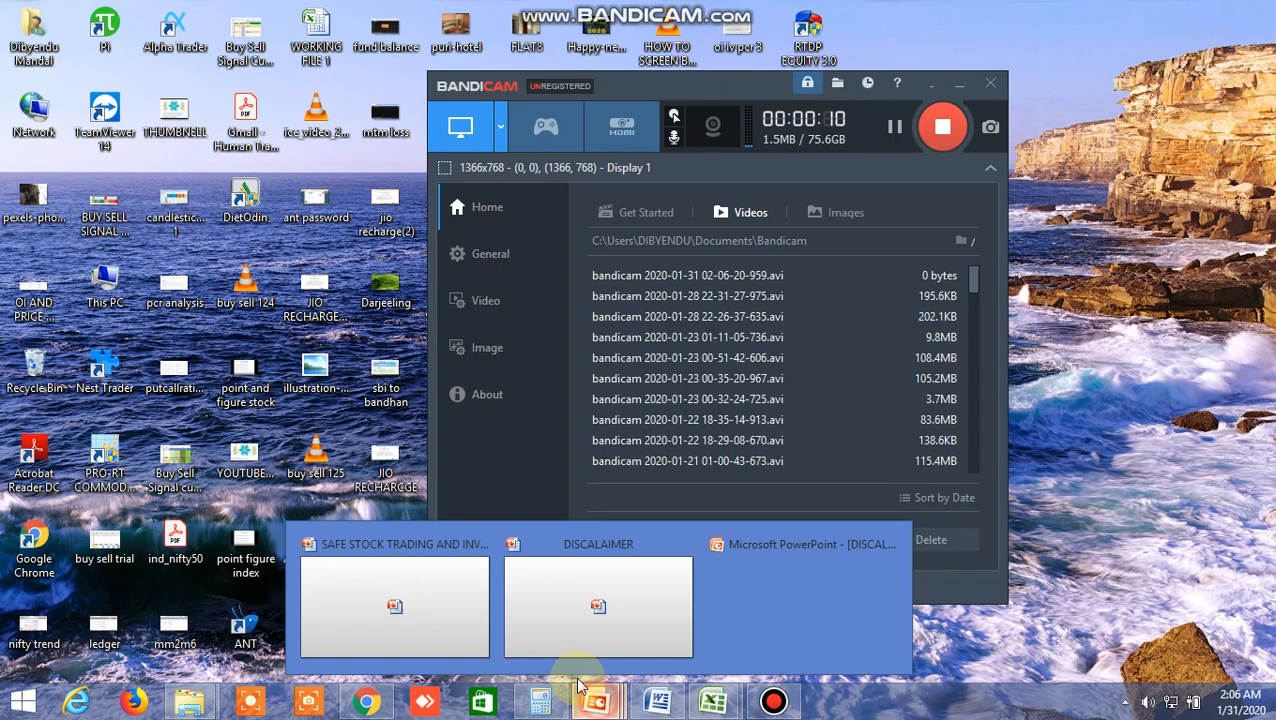 www.BANDICAM.com
Dibyendu Mandal
Pi
Alpha Trader
Buy Sell Signal Cu...
WORKING FILE 1
fund balance
puri-hotel
FLAT8
Happy-ne... 2020
HOW TO SCREEN B...
RTDP EQUITY 3.0
BANDICAM UNREGISTERED
Network
TeamViewer 14
THUMBNELL
Gmail - Human Tra...
ice_video_2...
mtm loss
00:00:10
1.5MB / 75.6GB
HDMI
1366x768 - (0, 0), (1366, 768) - Display 1
pexels-pho...
BUY SELL SIGNAL ...
candlestic... 1
DietOdin
ant password
jio recharge(2)
Home
General
Video
Image
About
Get Started
Videos
Images
C:\Users\DIBYENDU\Documents\Bandicam
bandicam 2020-01-31 02-06-20-959.avi 0 bytes
bandicam 2020-01-28 22-31-27-975.avi 195.6KB
bandicam 2020-01-28 22-26-37-635.avi 202.1KB
bandicam 2020-01-23 01-11-05-736.avi 9.8MB
bandicam 2020-01-23 00-51-42-606.avi 108.4MB
bandicam 2020-01-23 00-35-20-967.avi 105.2MB
bandicam 2020-01-23 00-32-24-725.avi 3.7MB
bandicam 2020-01-22 18-35-14-913.avi 83.6MB
bandicam 2020-01-22 18-29-08-670.avi 138.6KB
bandicam 2020-01-21 01-00-43-673.avi 115.4MB
Sort by Date
Delete
OI AND PRICE ...
This PC
pcr analysis
buy sell 124
JIO RECHARGE...
Darjeeling
Recycle Bin
Nest Trader
putcallrati...
point and figure stock
illustration-...
sbi to bandhan
Acrobat Reader DC
PRO-RT COMMOD...
Buy Sell Signal cu...
YOUTUBE...
buy sell 125
JIO RECHARGE
Google Chrome
buy sell trial
ind_nifty50
point figure index
nifty trend
ledger
mm2m6
ANT
SAFE STOCK TRADING AND INV...
DISCALAIMER
Microsoft PowerPoint - [DISCAL...
2:06 AM
1/31/2020